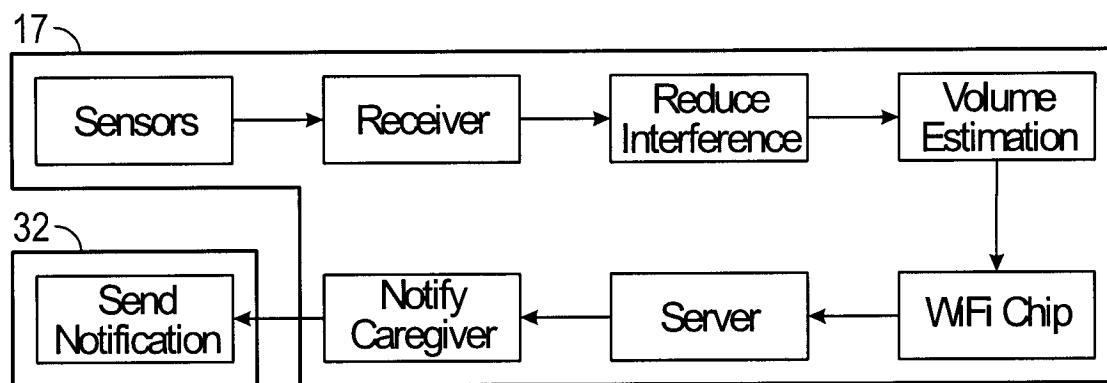 17
Sensors
Receiver
Reduce
Interference
Volume
Estimation
32
Send
Notification
Notify
Caregiver
Server
WiFi Chip